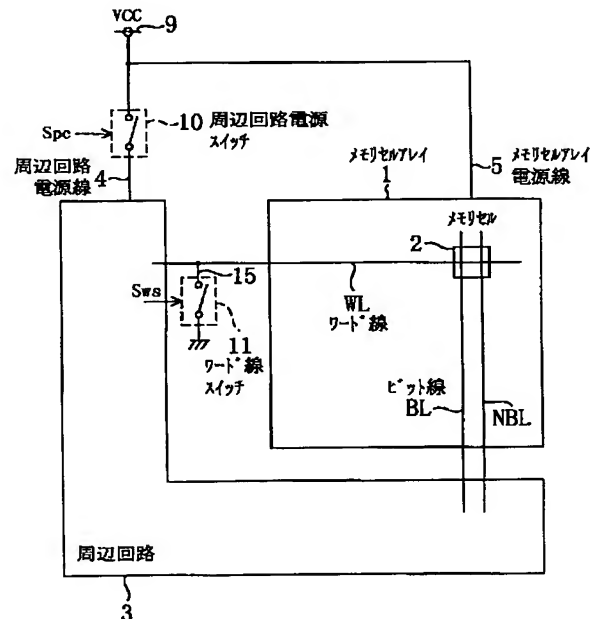 VCC
9
Spc
10 周辺回路電源
スイッチ
周辺回路
電源線
4
ﾒﾓﾘｾﾙｱﾚｲ
1
5
ﾒﾓﾘｾﾙｱﾚｲ
電源線
ﾒﾓﾘｾﾙ
2
15
Sws
WL
ﾜｰﾄﾞ線
11
ﾜｰﾄﾞ線
スイッチ
ﾋﾞｯﾄ線
BL
NBL
周辺回路
3